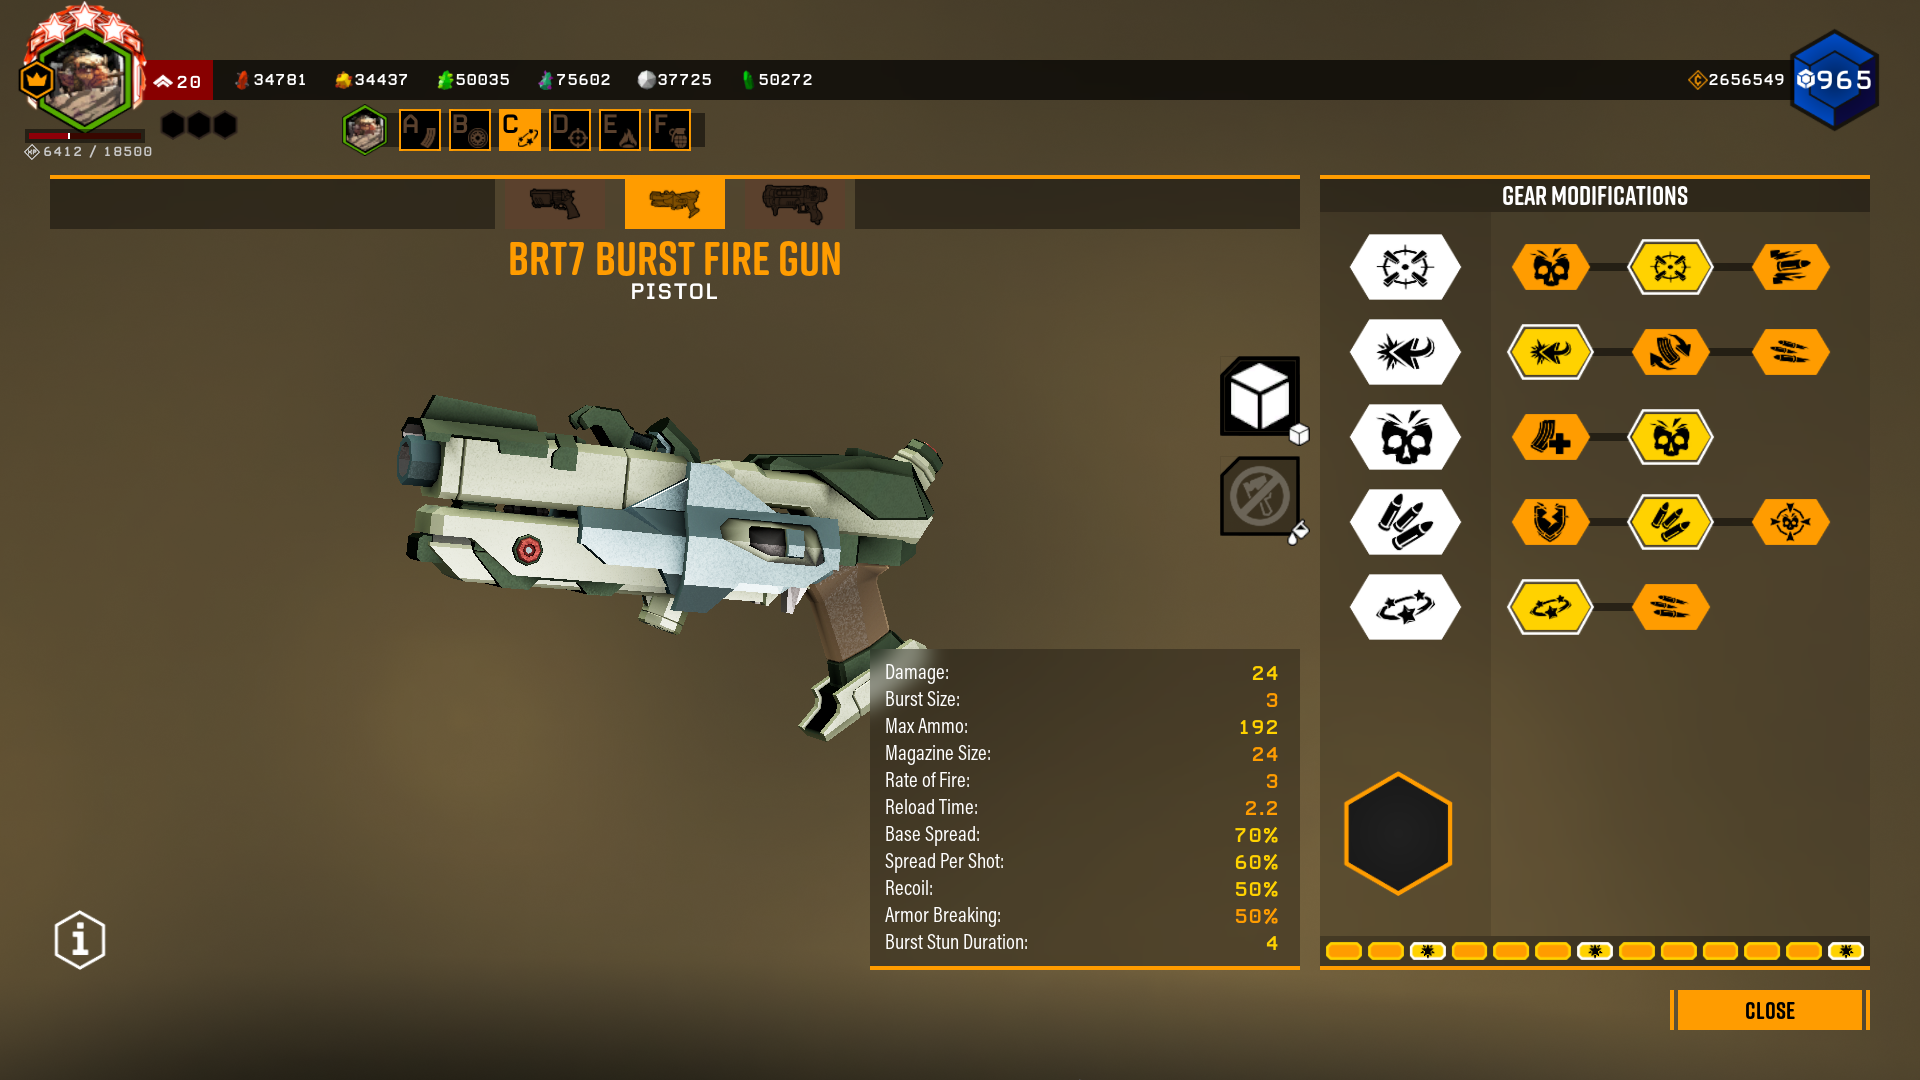 20 34781 34437 50035 75602 37725 50272 2656549 965
6412 / 18500
A B C D E F
GEAR MODIFICATIONS
BRT7 BURST FIRE GUN
PISTOL
Damage: 24
Burst Size: 3
Max Ammo: 192
Magazine Size: 24
Rate of Fire: 3
Reload Time: 2.2
Base Spread: 70%
Spread Per Shot: 60%
Recoil: 50%
Armor Breaking: 50%
Burst Stun Duration: 4
CLOSE